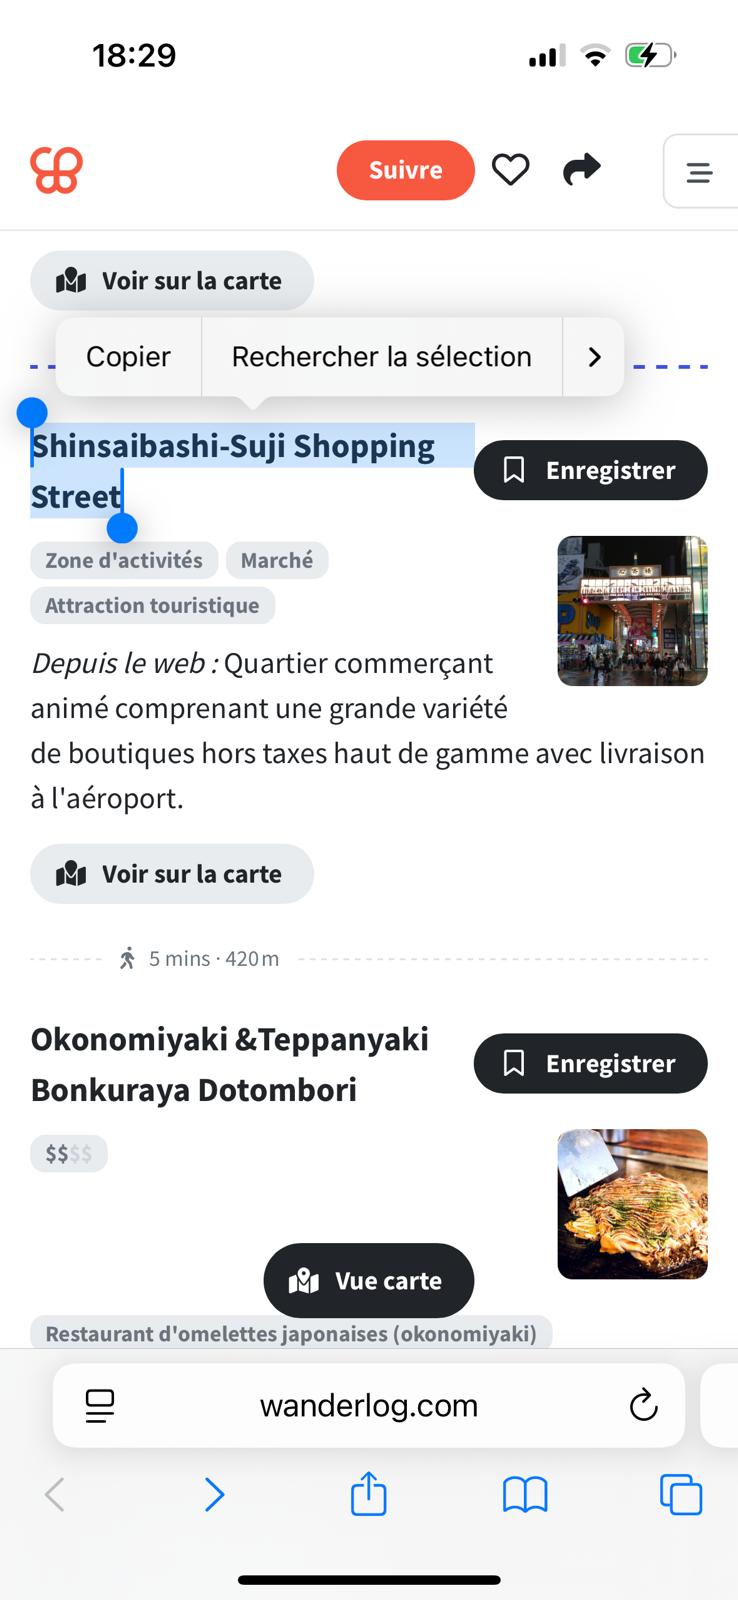 18:29
Suivre
Voir sur la carte
Copier
Rechercher la sélection
Shinsaibashi-Suji Shopping
Street
Enregistrer
Zone d'activités
Marché
Attraction touristique
Depuis le web : Quartier commerçant
animé comprenant une grande variété
de boutiques hors taxes haut de gamme avec livraison
à l'aéroport.
Voir sur la carte
5 mins · 420 m
Okonomiyaki &Teppanyaki
Bonkuraya Dotombori
Enregistrer
$$$$
Vue carte
Restaurant d'omelettes japonaises (okonomiyaki)
wanderlog.com